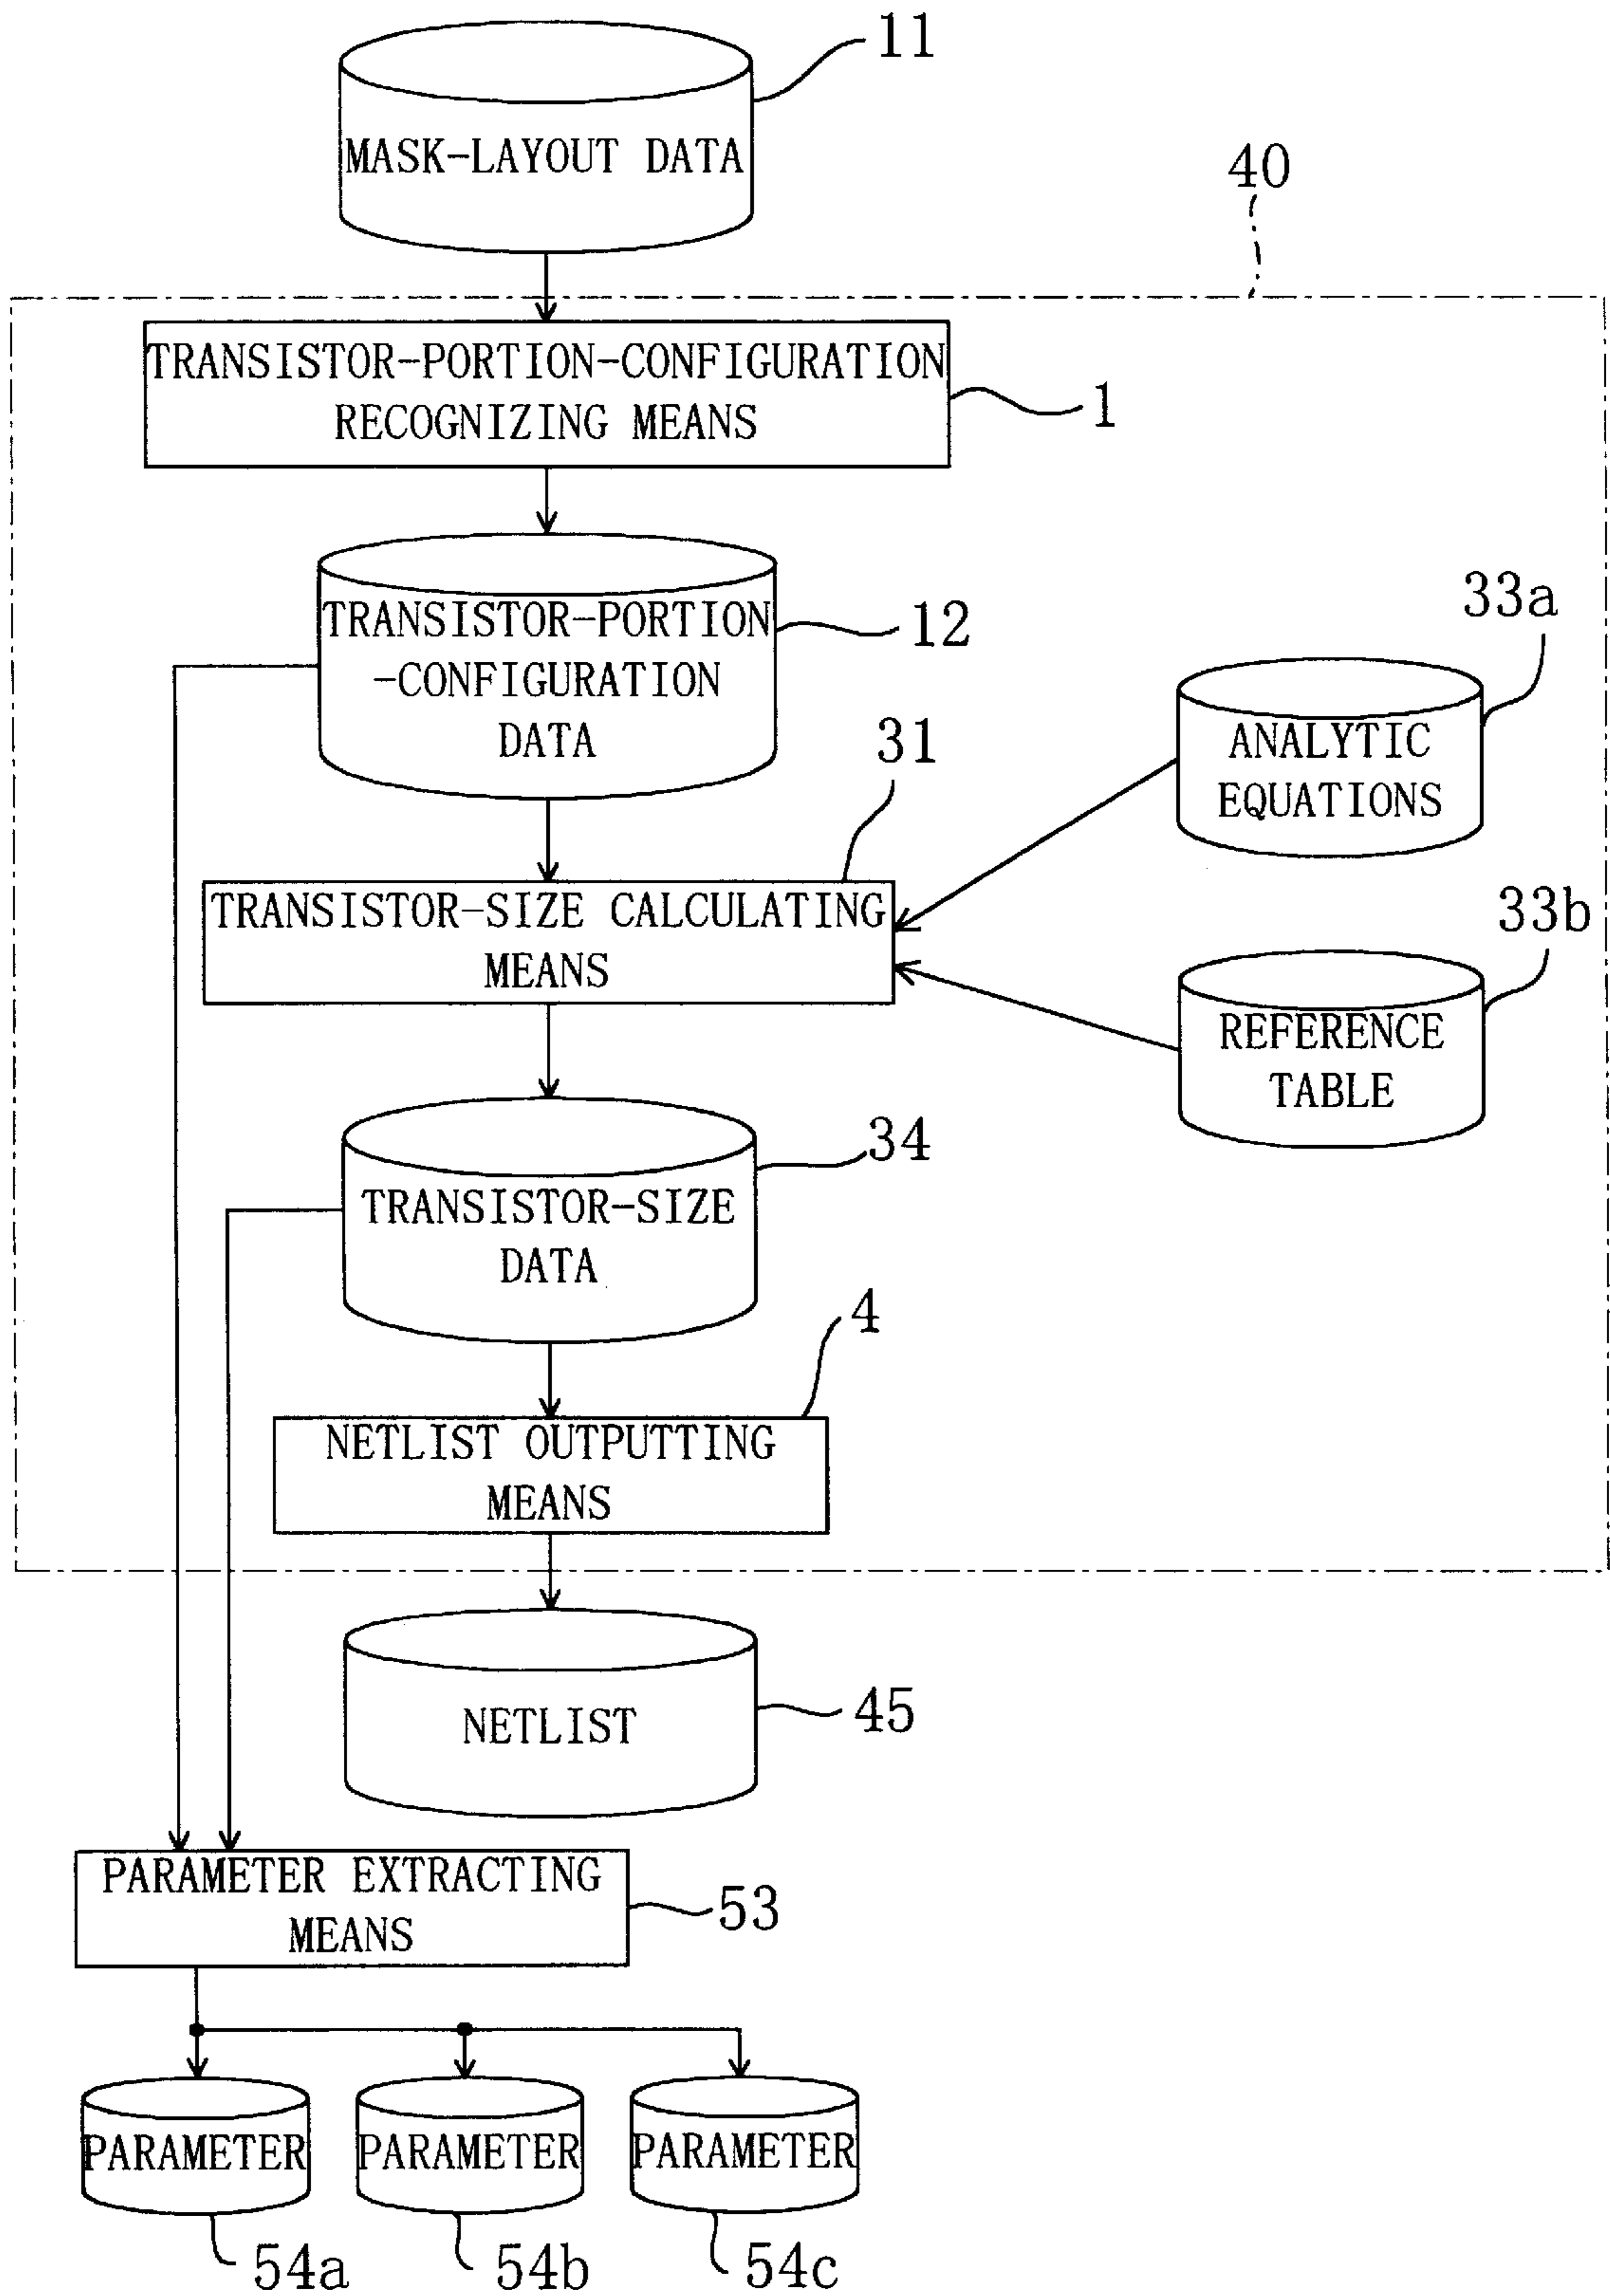 11
MASK-LAYOUT DATA
40
TRANSISTOR-PORTION-CONFIGURATION
RECOGNIZING MEANS
1
TRANSISTOR-PORTION
-CONFIGURATION
DATA
12
33a
ANALYTIC
EQUATIONS
31
TRANSISTOR-SIZE CALCULATING
MEANS
33b
REFERENCE
TABLE
34
TRANSISTOR-SIZE
DATA
4
NETLIST OUTPUTTING
MEANS
NETLIST
45
PARAMETER EXTRACTING
MEANS
53
PARAMETER
PARAMETER
PARAMETER
54a
54b
54c